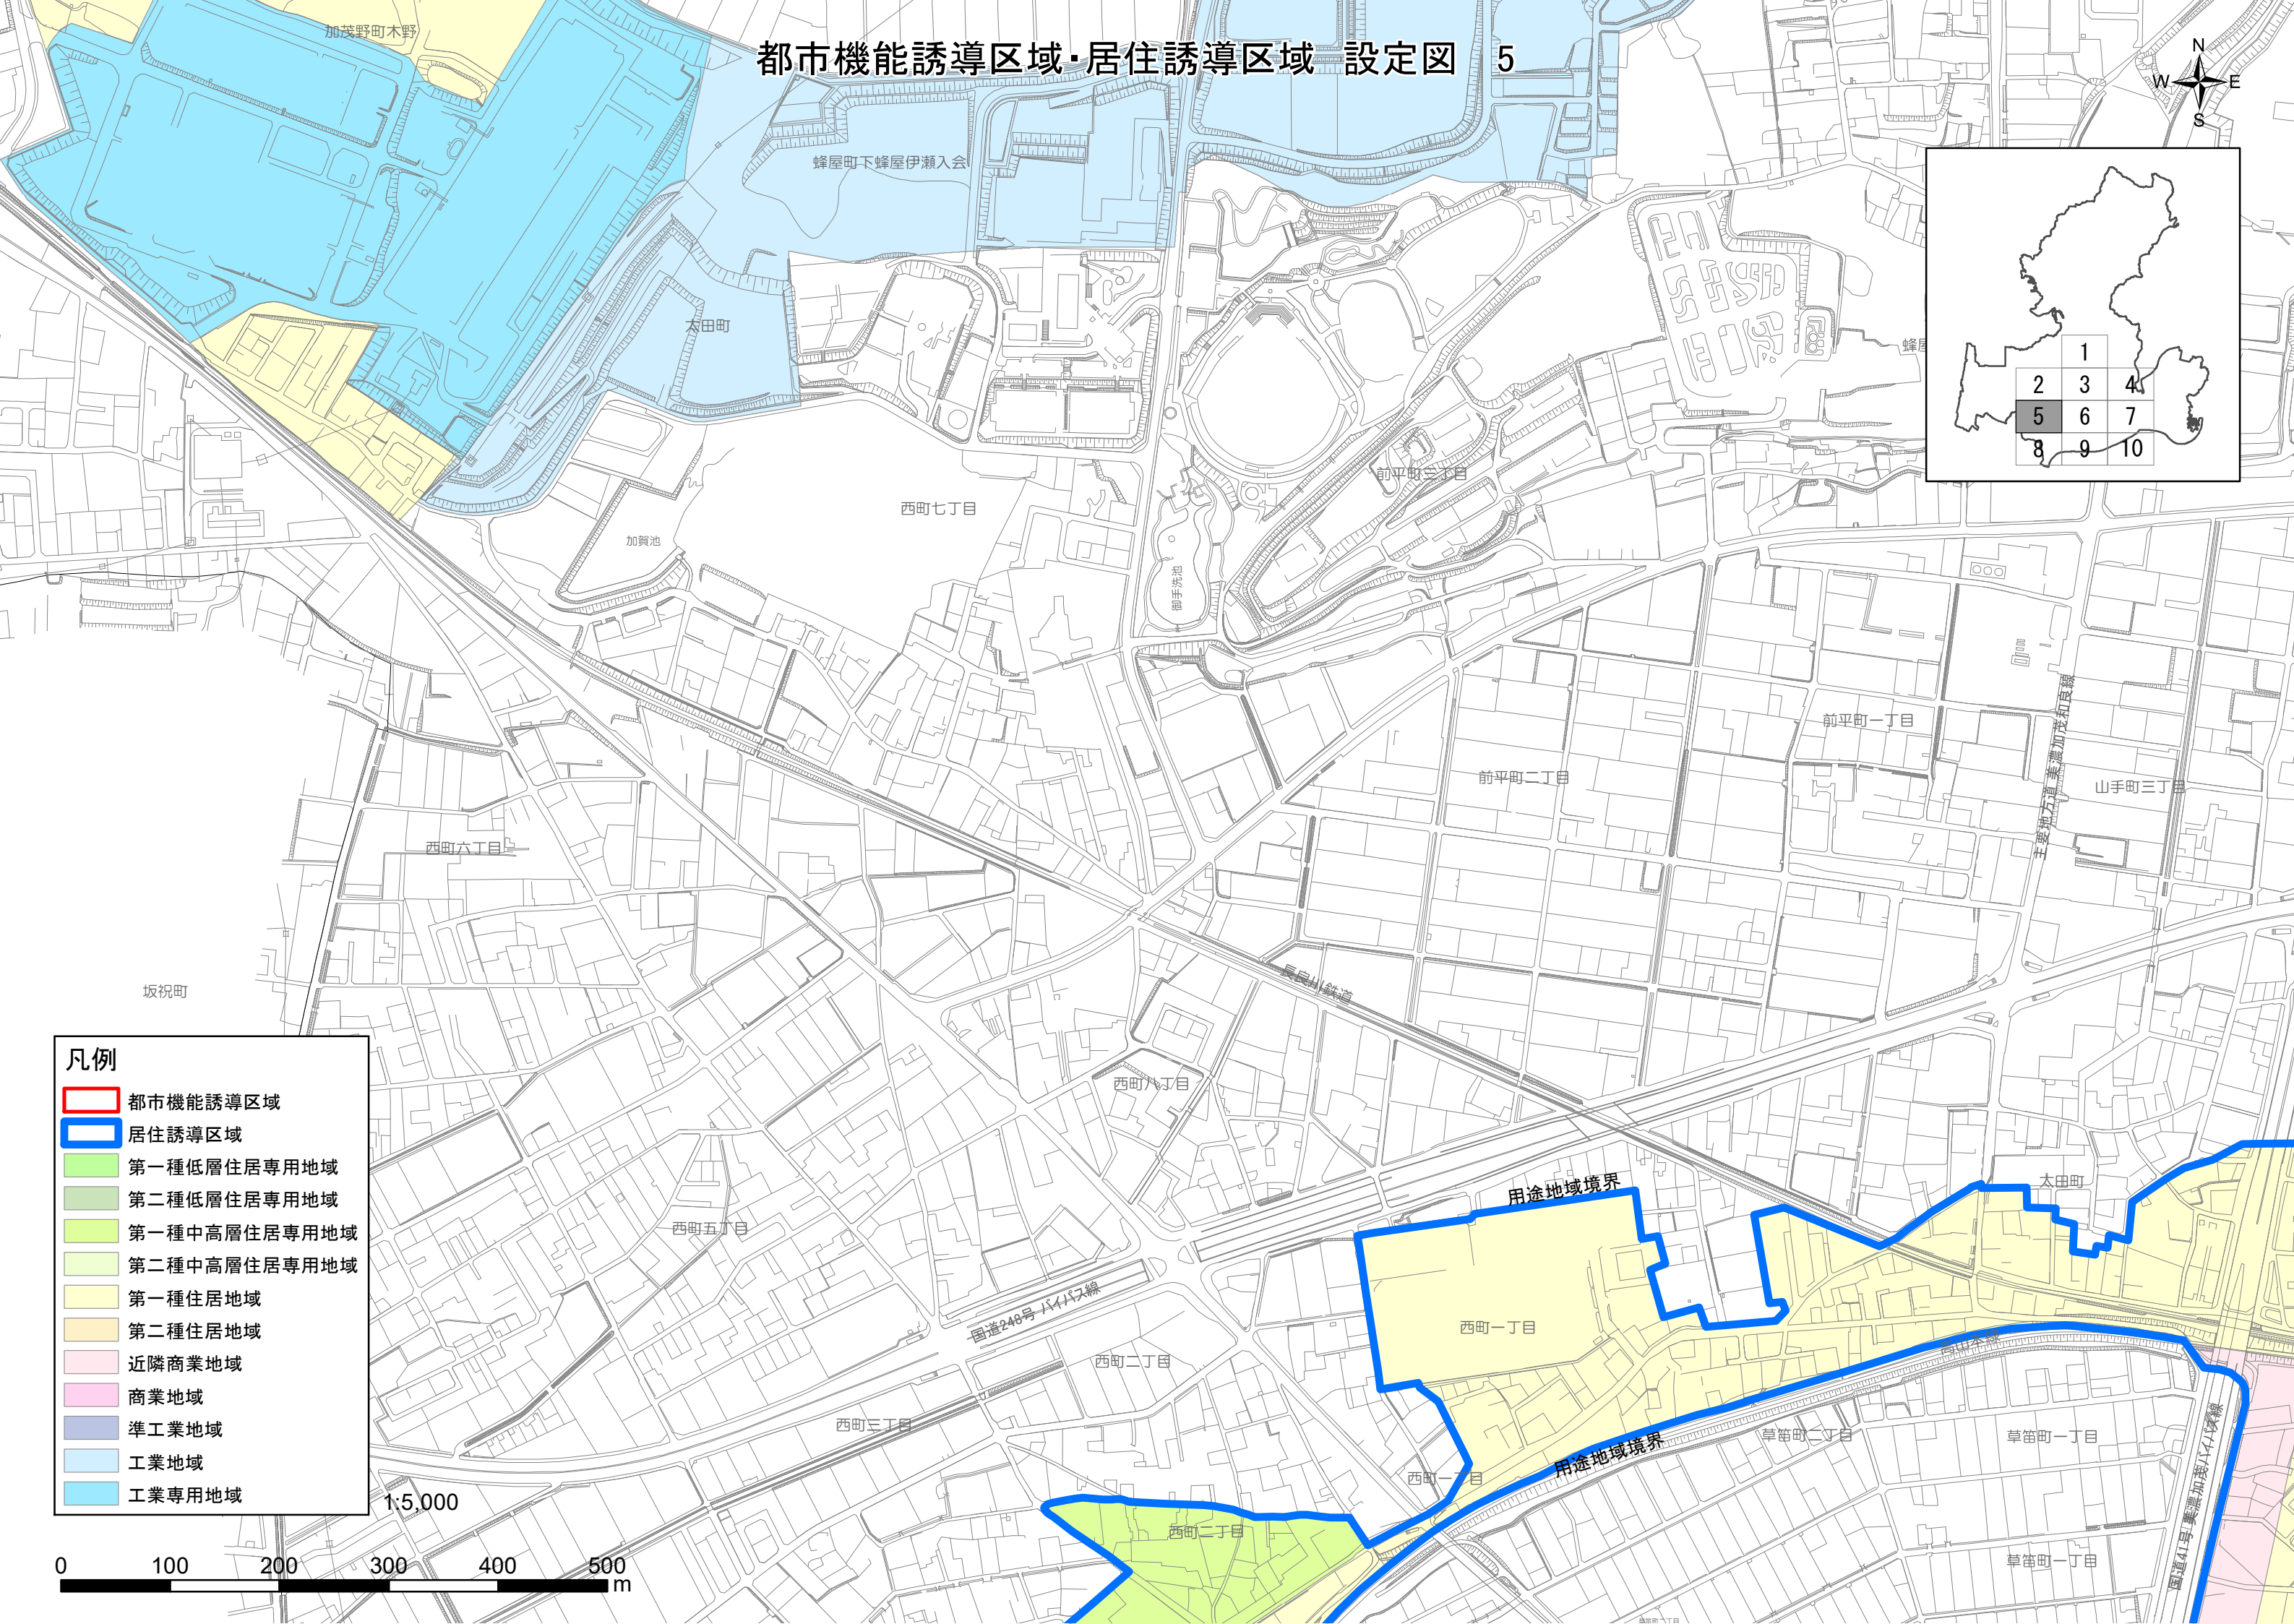 都市機能誘導区域・居住誘導区域　設定図　5
N
W E
S
加茂野町木野
蜂屋町下蜂屋伊瀬入会
太田町
蜂屋
1
2 3 4
5 6 7
8 9 10
前平町三丁目
西町七丁目
加賀池
御手洗池
主要地方道 美濃加茂和良線
前平町一丁目
前平町二丁目
山手町三丁目
西町六丁目
長良川鉄道
坂祝町
西町八丁目
用途地域境界
太田町
西町五丁目
国道248号 バイパス線
西町一丁目
高山本線
西町二丁目
西町三丁目
草笛町二丁目
草笛町一丁目
用途地域境界
西町一丁目
国道41号 美濃加茂バイパス線
西町二丁目
草笛町一丁目
凡例
都市機能誘導区域
居住誘導区域
第一種低層住居専用地域
第二種低層住居専用地域
第一種中高層住居専用地域
第二種中高層住居専用地域
第一種住居地域
第二種住居地域
近隣商業地域
商業地域
準工業地域
工業地域
工業専用地域
1:5,000
0 100 200 300 400 500
m